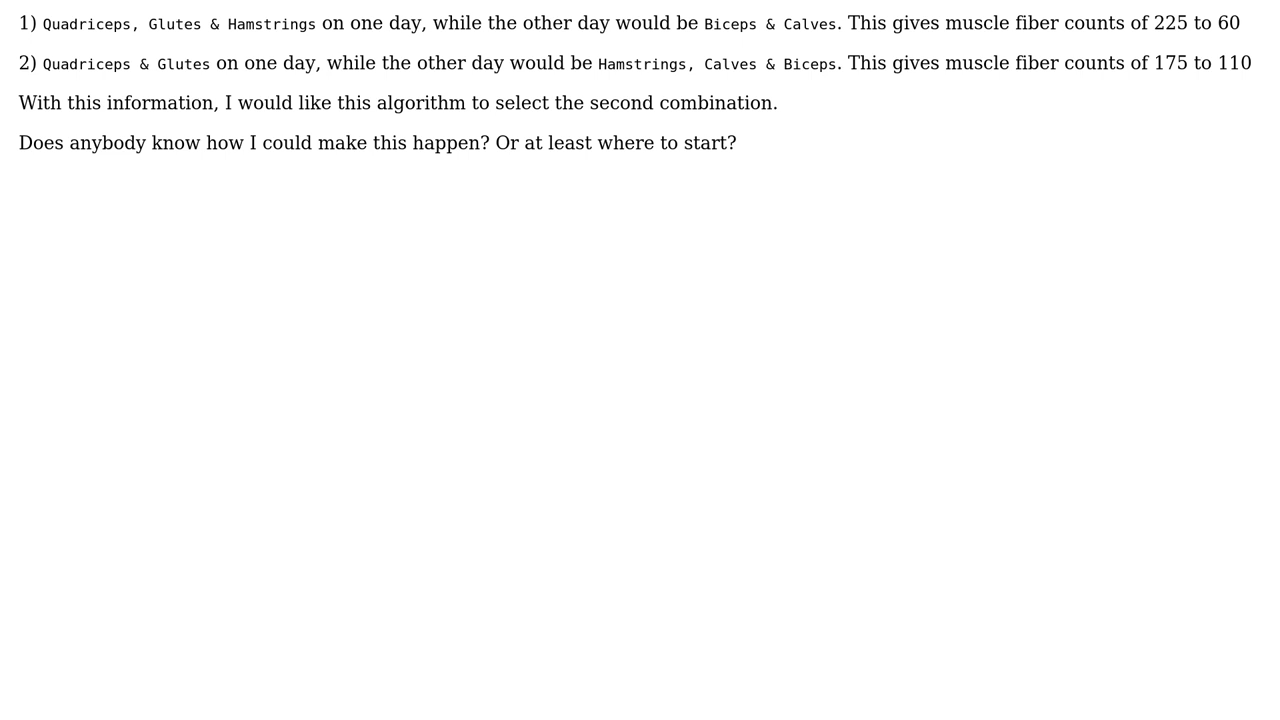 1) Quadriceps, Glutes & Hamstrings on one day, while the other day would be Biceps & Calves. This gives muscle fiber counts of 225 to 60
2) Quadriceps & Glutes on one day, while the other day would be Hamstrings, Calves & Biceps. This gives muscle fiber counts of 175 to 110
With this information, I would like this algorithm to select the second combination.
Does anybody know how I could make this happen? Or at least where to start?